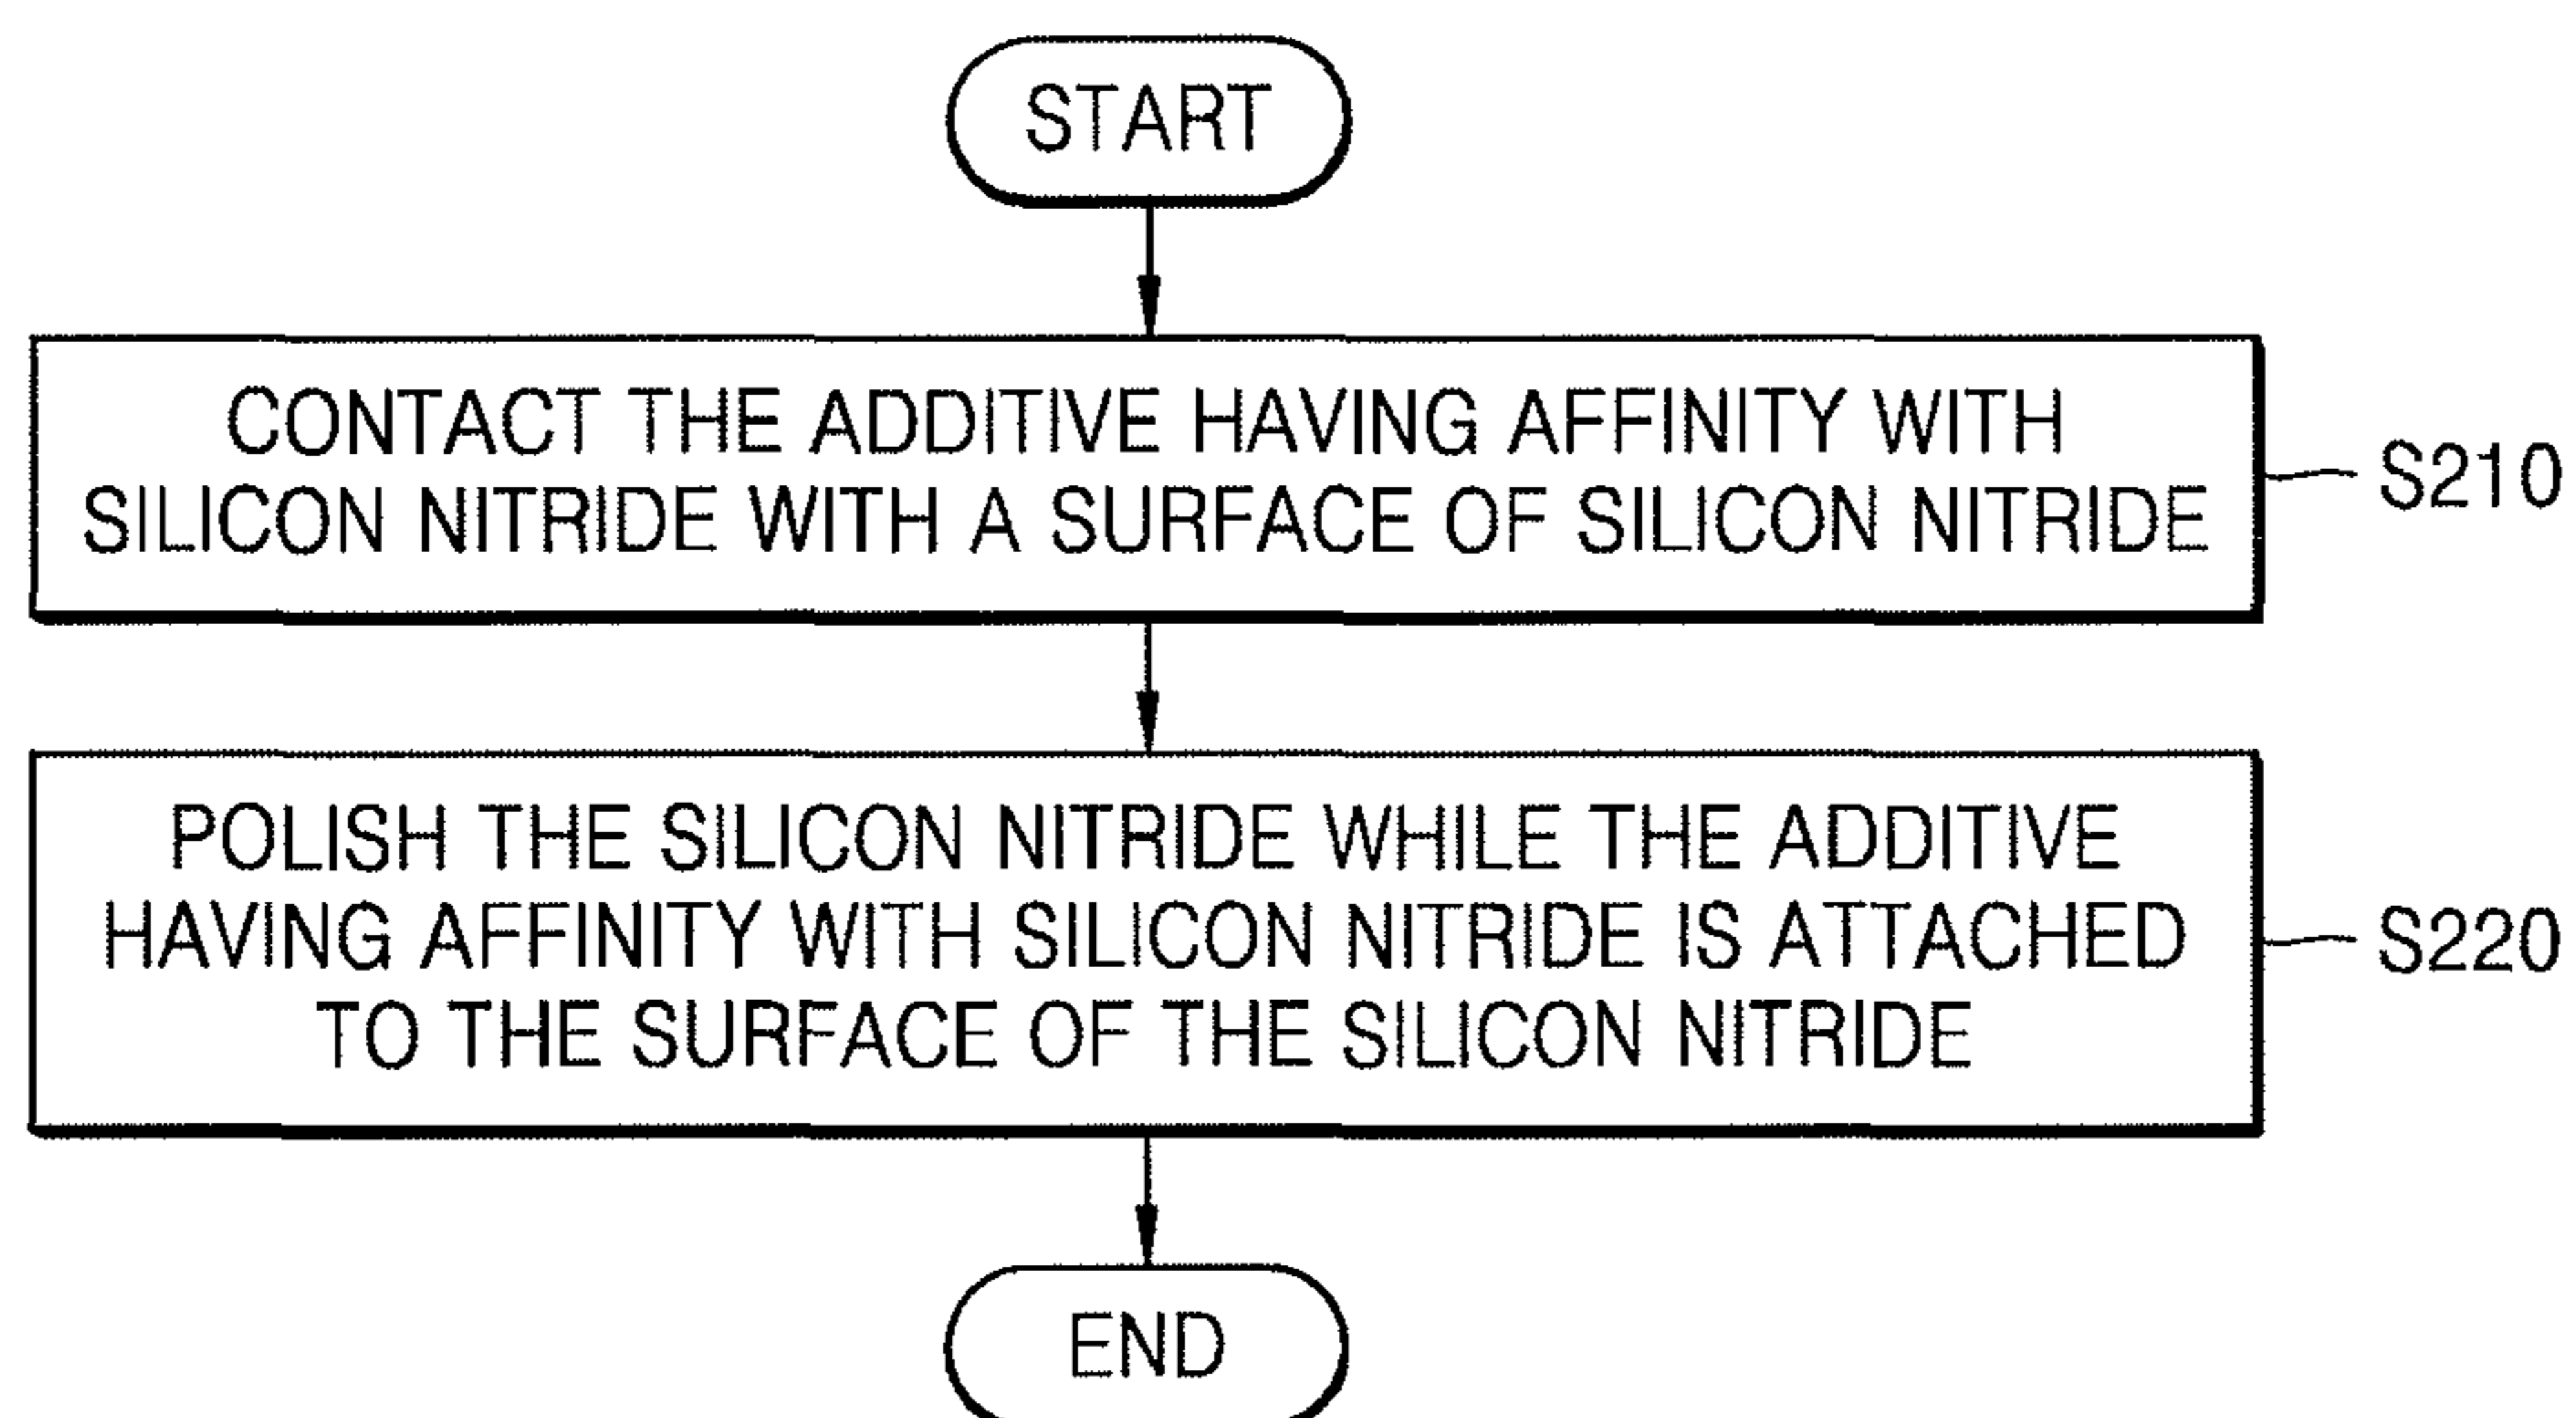 START
CONTACT THE ADDITIVE HAVING AFFINITY WITH
SILICON NITRIDE WITH A SURFACE OF SILICON NITRIDE
S210
POLISH THE SILICON NITRIDE WHILE THE ADDITIVE
HAVING AFFINITY WITH SILICON NITRIDE IS ATTACHED
TO THE SURFACE OF THE SILICON NITRIDE
S220
END